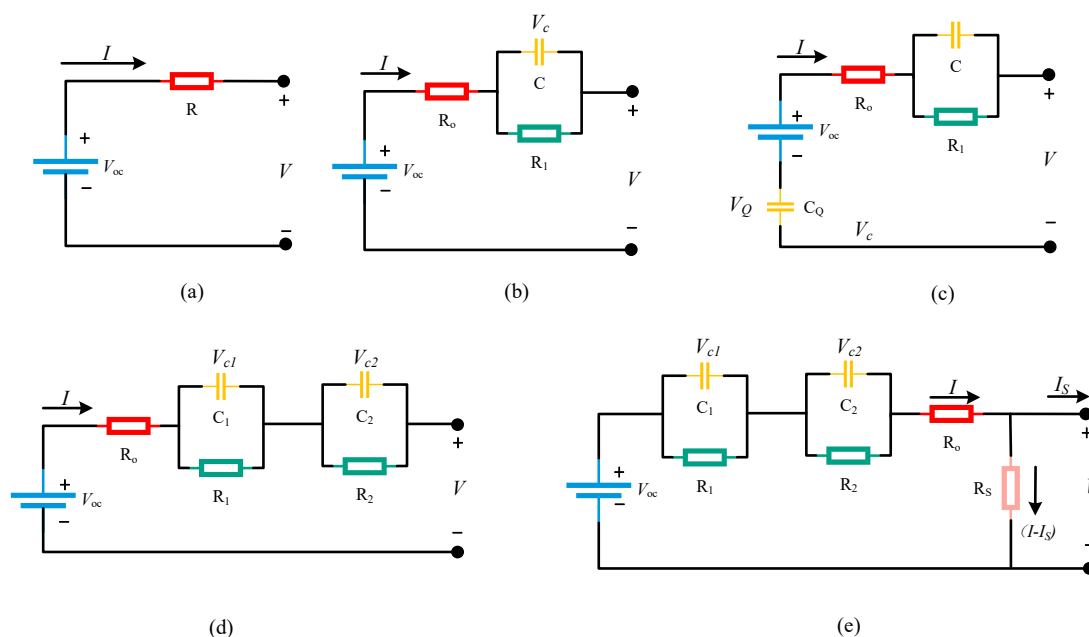 I
R
+
+
V_oc
−
V
−
(a)
V_c
I
C
R_o
+
R_1
+
V_oc
−
V
−
(b)
I
C
R_o
+
R_1
+
V_oc
−
V
V_Q
C_Q
−
V_c
(c)
V_c1
V_c2
I
C_1
C_2
R_o
+
R_1
R_2
+
V_oc
−
V
−
(d)
V_c1
V_c2
I
I_S
C_1
C_2
R_o
+
R_1
R_2
+
V_oc
−
R_S
(I-I_S)
−
(e)